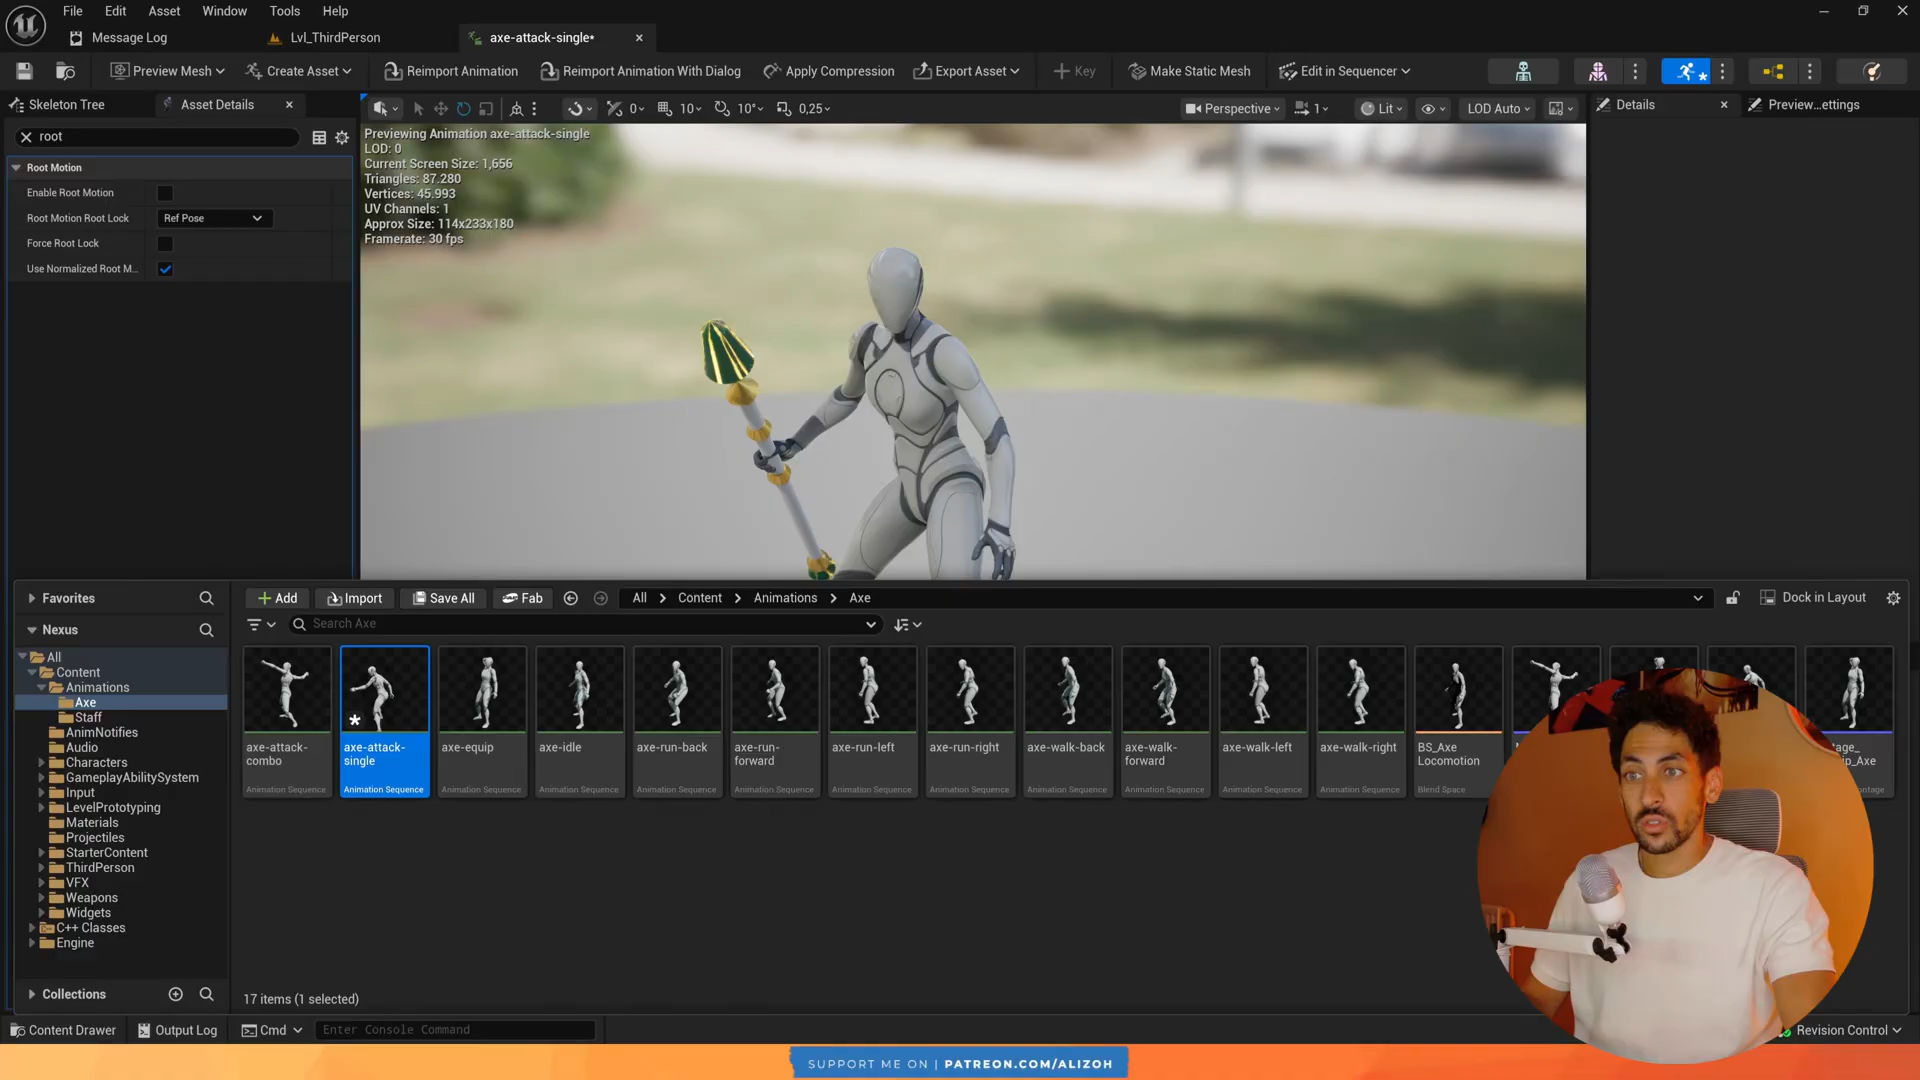 File Edit Asset Window Tools Help
Message Log
Lvl_ThirdPerson
axe-attack-single*
Preview Mesh
Create Asset
Reimport Animation
Reimport Animation With Dialog
Apply Compression
Export Asset
Key
Make Static Mesh
Edit in Sequencer
Skeleton Tree
Asset Details
0
10
10°
0,25
Perspective
1
Lit
LOD Auto
Details
Preview...ettings
root
Root Motion
Enable Root Motion
Root Motion Root Lock
Ref Pose
Force Root Lock
Use Normalized Root M...
Previewing Animation axe-attack-single
LOD: 0
Current Screen Size: 1,656
Triangles: 87.280
Vertices: 45.993
UV Channels: 1
Approx Size: 114x233x180
Framerate: 30 fps
Favorites
Nexus
All
Content
Animations
Axe
Staff
AnimNotifies
Audio
Characters
GameplayAbilitySystem
Input
LevelPrototyping
Materials
Projectiles
StarterContent
ThirdPerson
VFX
Weapons
Widgets
C++ Classes
Engine
Collections
Add
Import
Save All
Fab
All
Content
Animations
Axe
Dock in Layout
Search Axe
axe-attack-
combo
Animation Sequence
axe-attack-
single
Animation Sequence
axe-equip
Animation Sequence
axe-idle
Animation Sequence
axe-run-back
Animation Sequence
axe-run-
forward
Animation Sequence
axe-run-left
Animation Sequence
axe-run-right
Animation Sequence
axe-walk-back
Animation Sequence
axe-walk-
forward
Animation Sequence
axe-walk-left
Animation Sequence
axe-walk-right
Animation Sequence
BS_Axe
Locomotion
Blend Space
17 items (1 selected)
Content Drawer
Output Log
Cmd
Enter Console Command
Revision Control
SUPPORT ME ON | PATREON.COM/ALIZOH